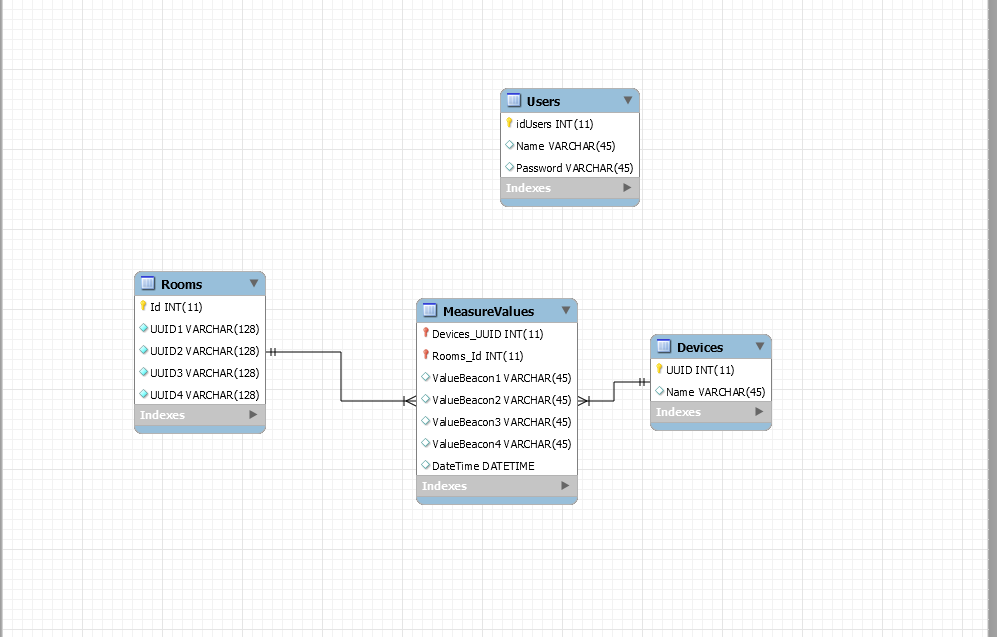 Users
idUsers INT(11)
Name VARCHAR(45)
Password VARCHAR(45)
Indexes
Rooms
Id INT(11)
UUID1 VARCHAR(128)
UUID2 VARCHAR(128)
UUID3 VARCHAR(128)
UUID4 VARCHAR(128)
Indexes
MeasureValues
Devices_UUID INT(11)
Rooms_Id INT(11)
ValueBeacon1 VARCHAR(45)
ValueBeacon2 VARCHAR(45)
ValueBeacon3 VARCHAR(45)
ValueBeacon4 VARCHAR(45)
DateTime DATETIME
Indexes
Devices
UUID INT(11)
Name VARCHAR(45)
Indexes